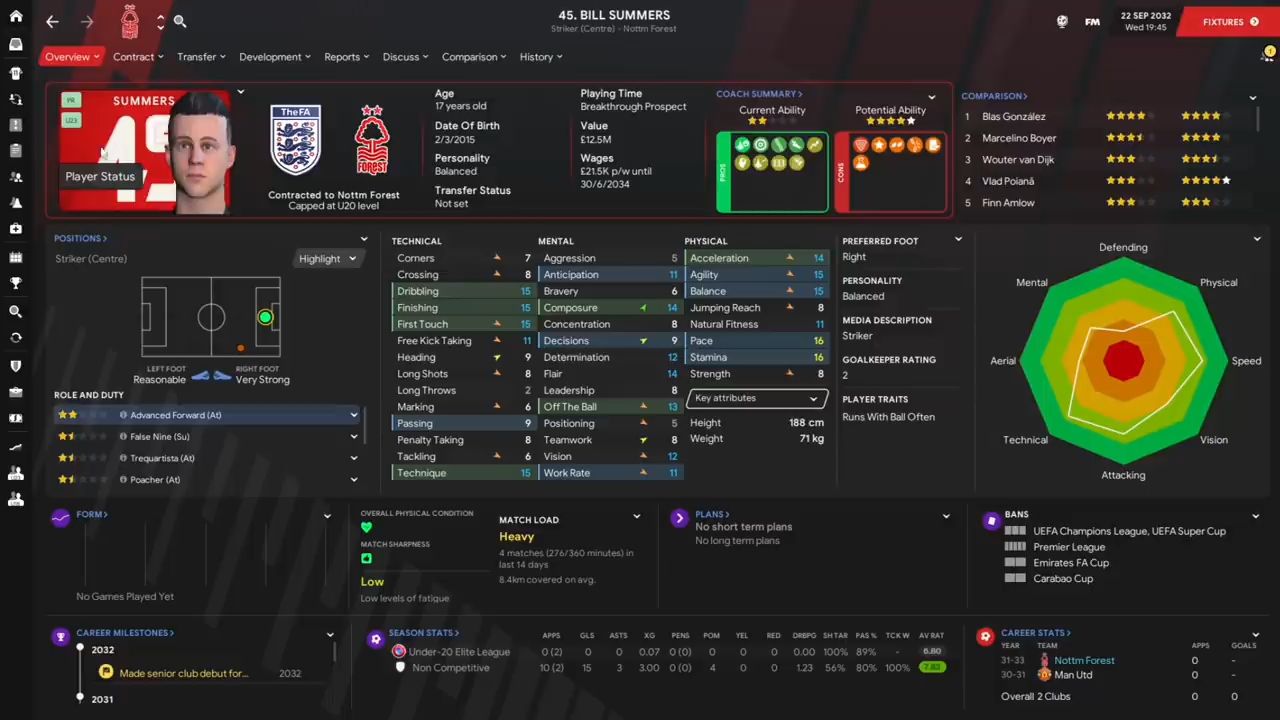 45. BILL SUMMERS
Striker (Centre) - Nottm Forest
FM
22 SEP 2032
Wed 19:45
FIXTURES
1
Overview
Contract
Transfer
Development
Reports
Discuss
Comparison
History
YR
U23
SUMMERS
Player Status
TheFA
FOREST
Contracted to Nottm Forest
Capped at U20 level
Age
17 years old
Date Of Birth
2/3/2015
Personality
Balanced
Transfer Status
Not set
Playing Time
Breakthrough Prospect
Value
£12.5M
Wages
£21.5K p/w until
30/6/2034
COACH SUMMARY >
Current Ability
Potential Ability
PROS
CONS
COMPARISON >
1 Blas González
2 Marcelino Boyer
3 Wouter van Dijk
4 Vlad Poiană
5 Finn Amlow
POSITIONS >
Striker (Centre)
Highlight
LEFT FOOT
Reasonable
RIGHT FOOT
Very Strong
ROLE AND DUTY
Advanced Forward (At)
False Nine (Su)
Trequartista (At)
Poacher (At)
TECHNICAL
Corners 7
Crossing 8
Dribbling 15
Finishing 15
First Touch 15
Free Kick Taking 11
Heading 9
Long Shots 8
Long Throws 2
Marking 6
Passing 9
Penalty Taking 8
Tackling 6
Technique 15
MENTAL
Aggression 5
Anticipation 11
Bravery 6
Composure 14
Concentration 8
Decisions 9
Determination 12
Flair 14
Leadership 8
Off The Ball 13
Positioning 5
Teamwork 8
Vision 12
Work Rate 11
PHYSICAL
Acceleration 14
Agility 15
Balance 15
Jumping Reach 8
Natural Fitness 11
Pace 16
Stamina 16
Strength 8
Key attributes
Height 188 cm
Weight 71 kg
PREFERRED FOOT
Right
PERSONALITY
Balanced
MEDIA DESCRIPTION
Striker
GOALKEEPER RATING
2
PLAYER TRAITS
Runs With Ball Often
Defending
Physical
Speed
Vision
Attacking
Technical
Aerial
Mental
FORM >
No Games Played Yet
OVERALL PHYSICAL CONDITION
MATCH SHARPNESS
Low
Low levels of fatigue
MATCH LOAD
Heavy
4 matches (276/360 minutes) in
last 14 days
8.4km covered on avg.
PLANS >
No short term plans
No long term plans
BANS
UEFA Champions League, UEFA Super Cup
Premier League
Emirates FA Cup
Carabao Cup
CAREER MILESTONES >
2032
Made senior club debut for... 2032
2031
SEASON STATS >
APPS GLS ASTS XG PENS POM YEL RED DRBPG SH TAR PAS % TCK W AV RAT
Under-20 Elite League 0 (2) 0 0 0.07 0 (0) 0 0 0 0.00 100% 89% - 6.80
Non Competitive 10 (2) 15 3 3.00 0 (0) 4 0 0 1.23 56% 80% 100% 7.83
CAREER STATS >
YEAR TEAM APPS GOALS
31-33 Nottm Forest 0 -
30-31 Man Utd 0 -
Overall 2 Clubs 0 0